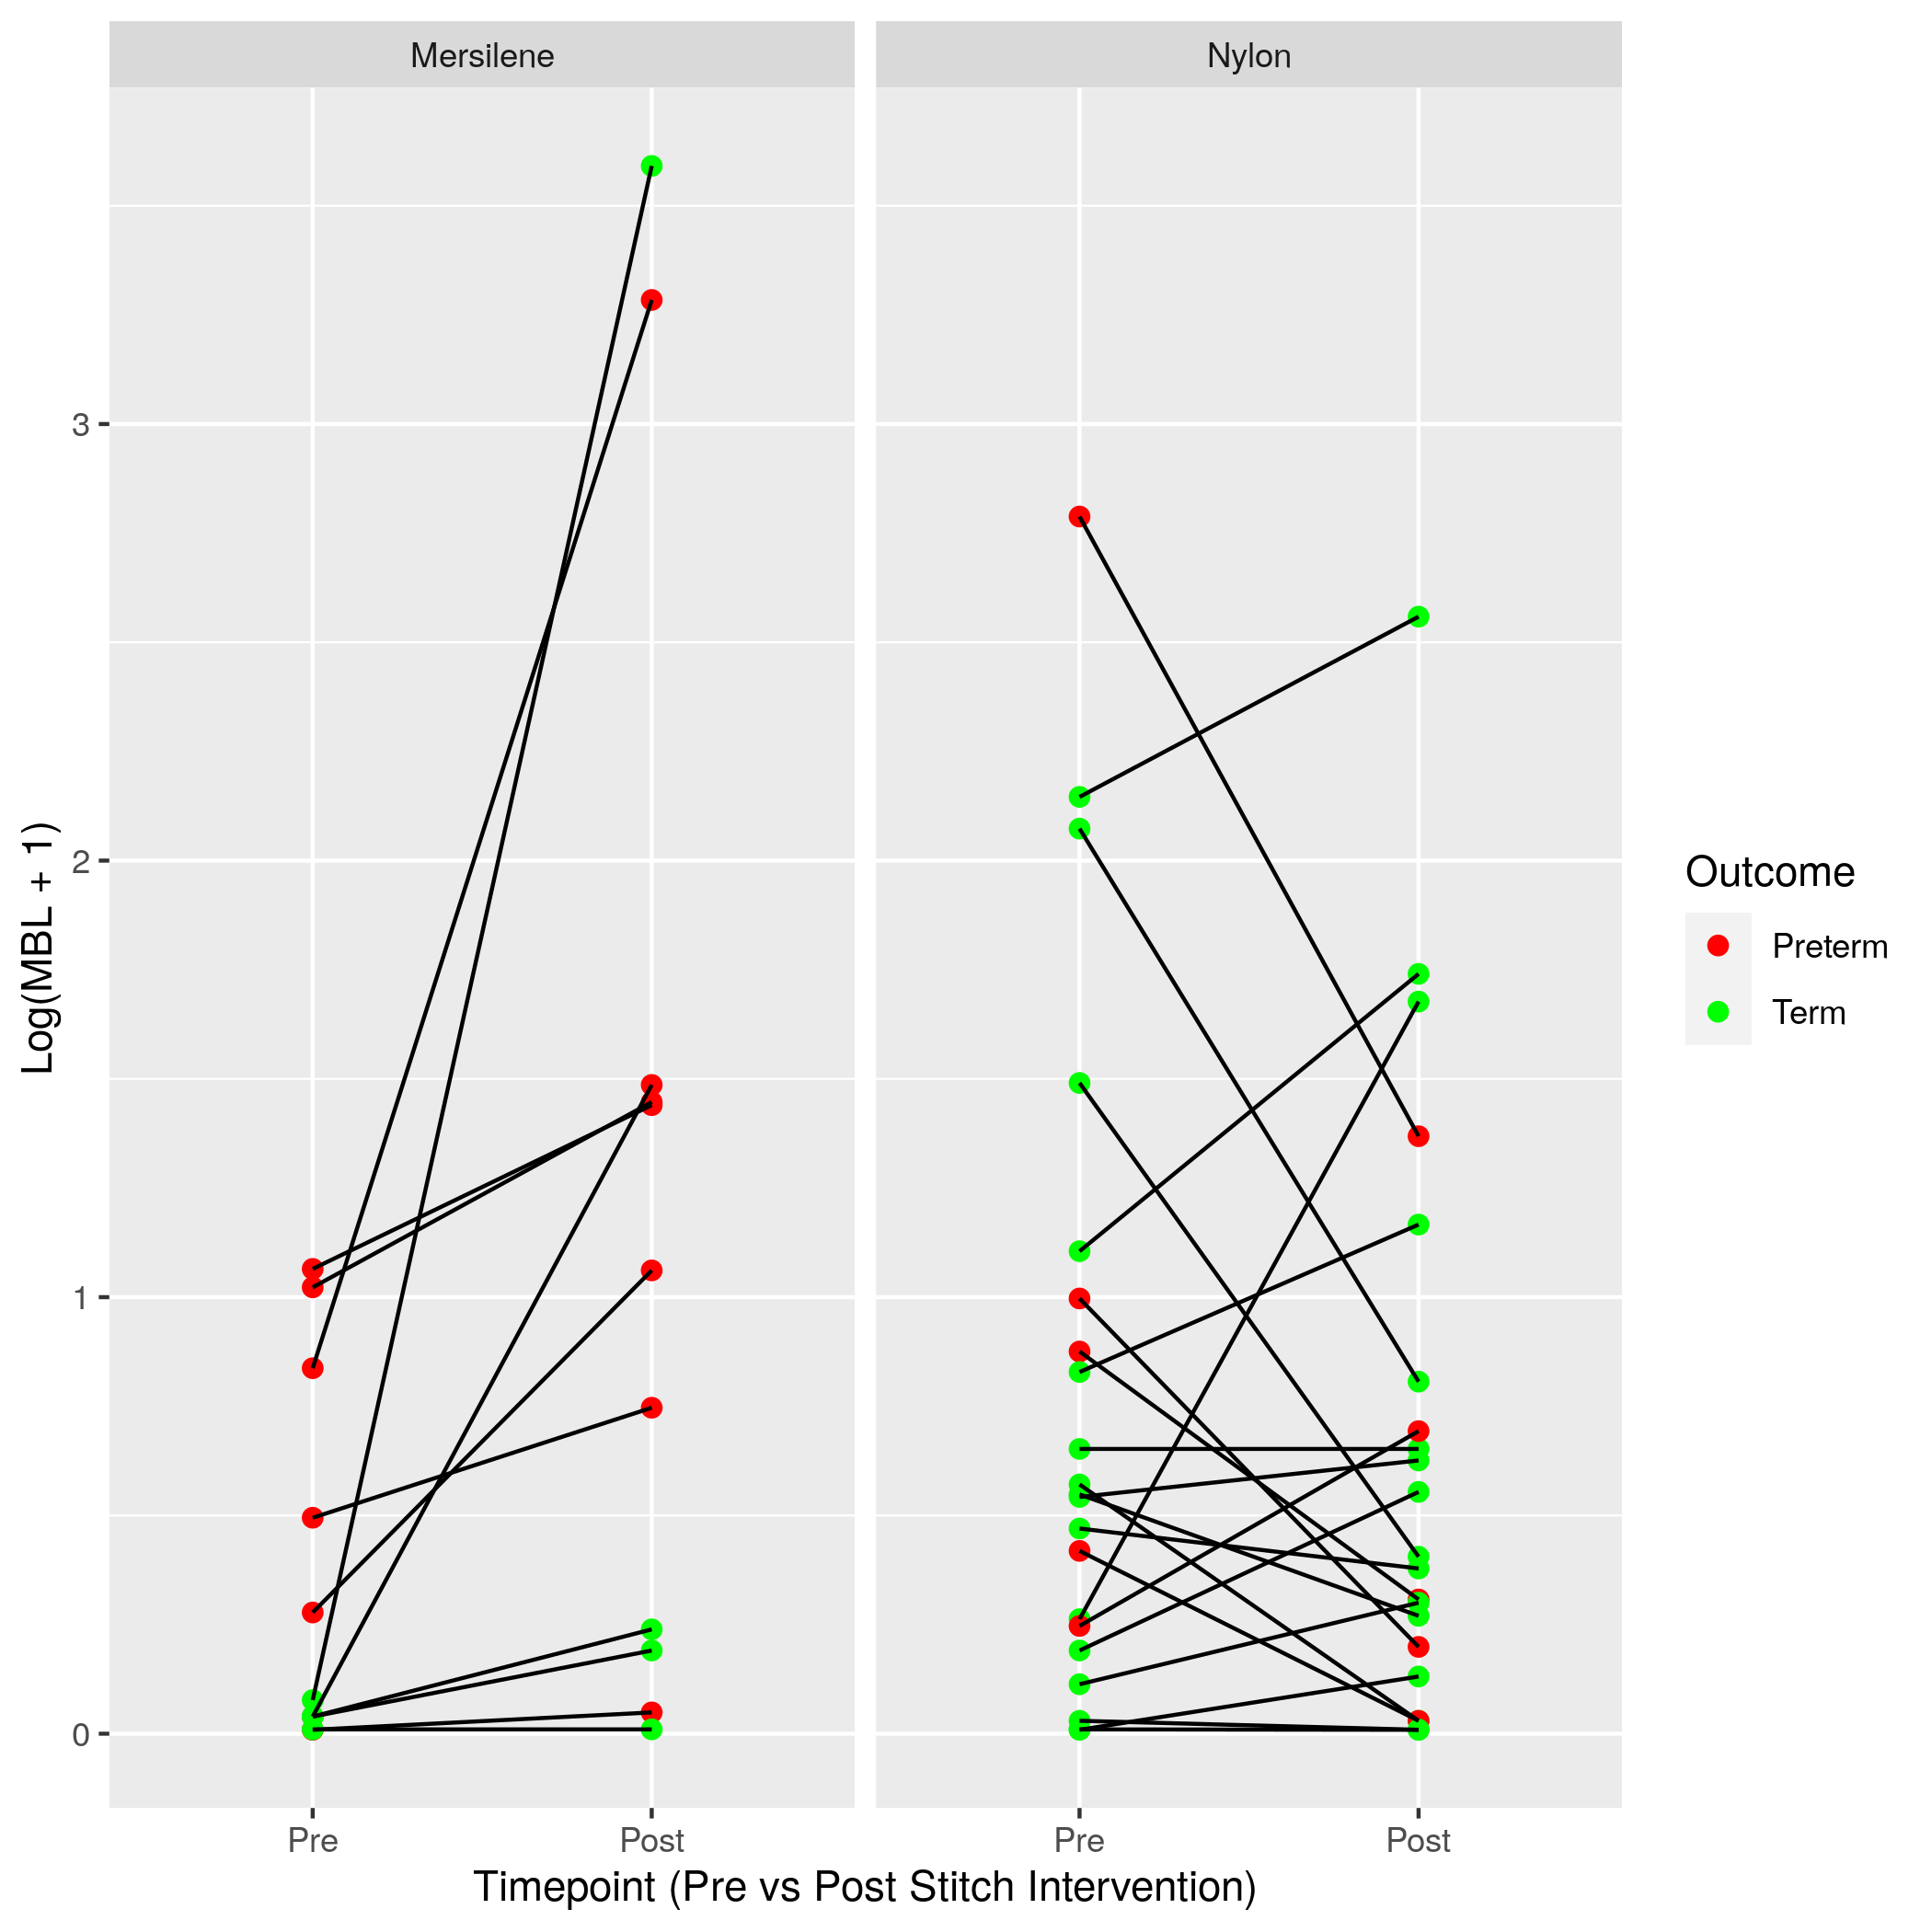 Mersilene
Nylon
3
2
1
0
Log(MBL + 1)
Pre
Post
Pre
Post
Timepoint (Pre vs Post Stitch Intervention)
Outcome
Preterm
Term